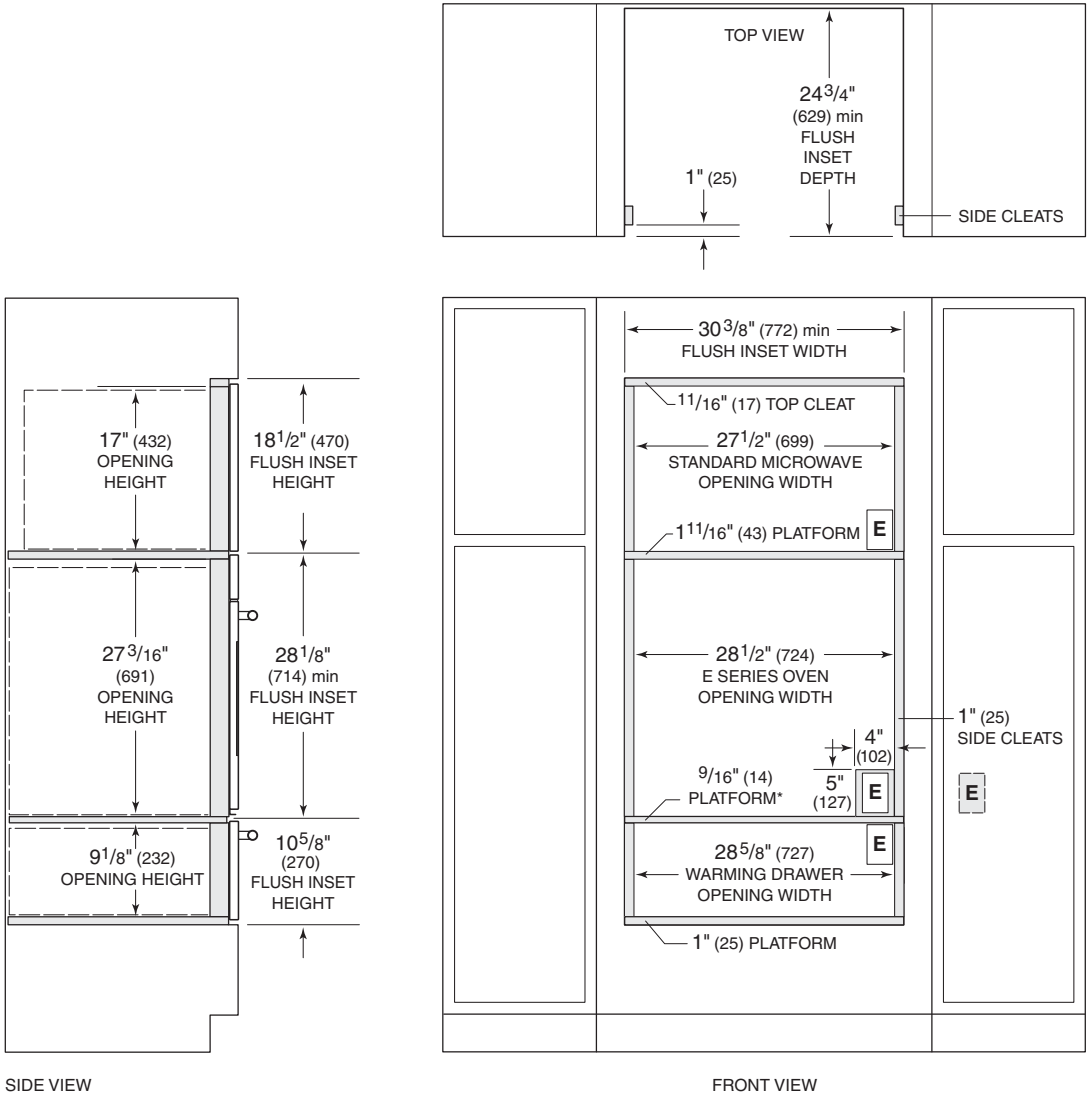 TOP VIEW
24 3/4"
(629) min
FLUSH
INSET
DEPTH
1" (25)
SIDE CLEATS
30 3/8" (772) min
FLUSH INSET WIDTH
11/16" (17) TOP CLEAT
17" (432)
OPENING
HEIGHT
18 1/2" (470)
FLUSH INSET
HEIGHT
27 1/2" (699)
STANDARD MICROWAVE
OPENING WIDTH
E
1 11/16" (43) PLATFORM
27 3/16"
(691)
OPENING
HEIGHT
28 1/8"
(714) min
FLUSH INSET
HEIGHT
28 1/2" (724)
E SERIES OVEN
OPENING WIDTH
1" (25)
SIDE CLEATS
4"
(102)
9/16" (14)
PLATFORM*
5"
(127)
E
E
9 1/8" (232)
OPENING HEIGHT
10 5/8"
(270)
FLUSH INSET
HEIGHT
E
28 5/8" (727)
WARMING DRAWER
OPENING WIDTH
1" (25) PLATFORM
SIDE VIEW
FRONT VIEW